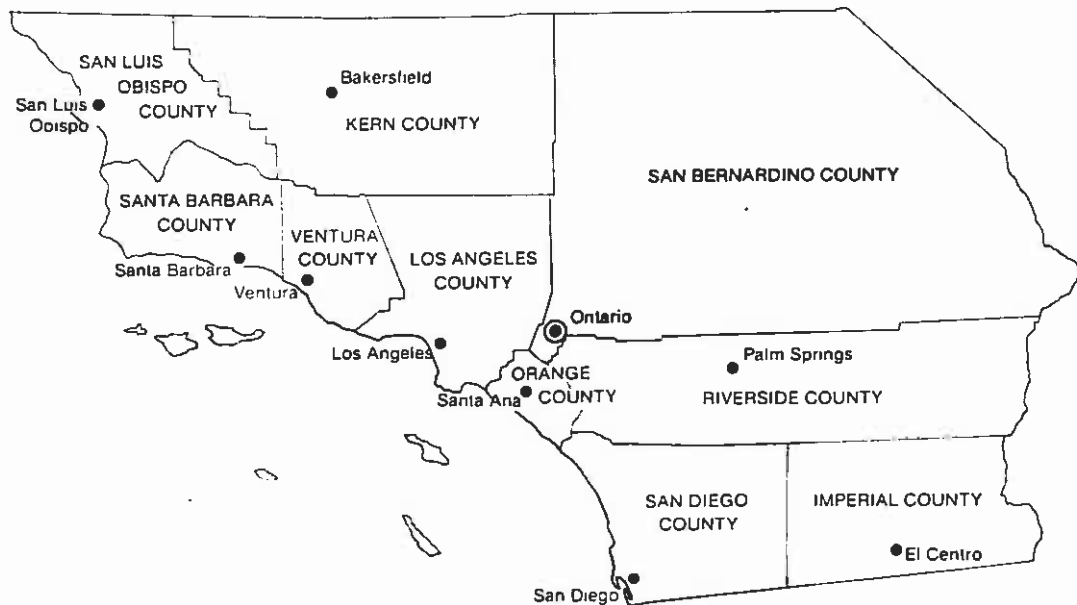 SAN LUIS
OBISPO
COUNTY
San Luis
Obispo
Bakersfield
KERN COUNTY
SAN BERNARDINO COUNTY
SANTA BARBARA
COUNTY
Santa Barbara
VENTURA
COUNTY
Ventura
LOS ANGELES
COUNTY
Los Angeles
Ontario
ORANGE
COUNTY
Santa Ana
Palm Springs
RIVERSIDE COUNTY
SAN DIEGO
COUNTY
San Diego
IMPERIAL COUNTY
El Centro